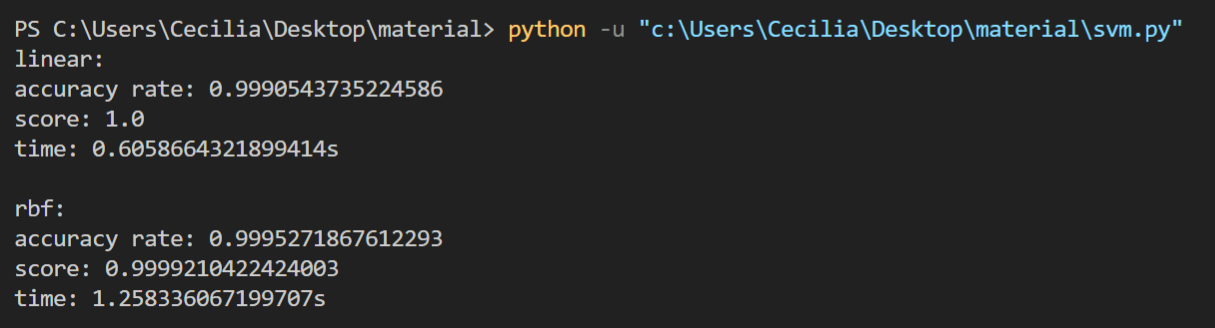 PS C:\Users\Cecilia\Desktop\material> python -u "c:\Users\Cecilia\Desktop\material\svm.py"
linear:
accuracy rate: 0.9990543735224586
score: 1.0
time: 0.6058664321899414s
rbf:
accuracy rate: 0.9995271867612293
score: 0.9999210422424003
time: 1.258336067199707s